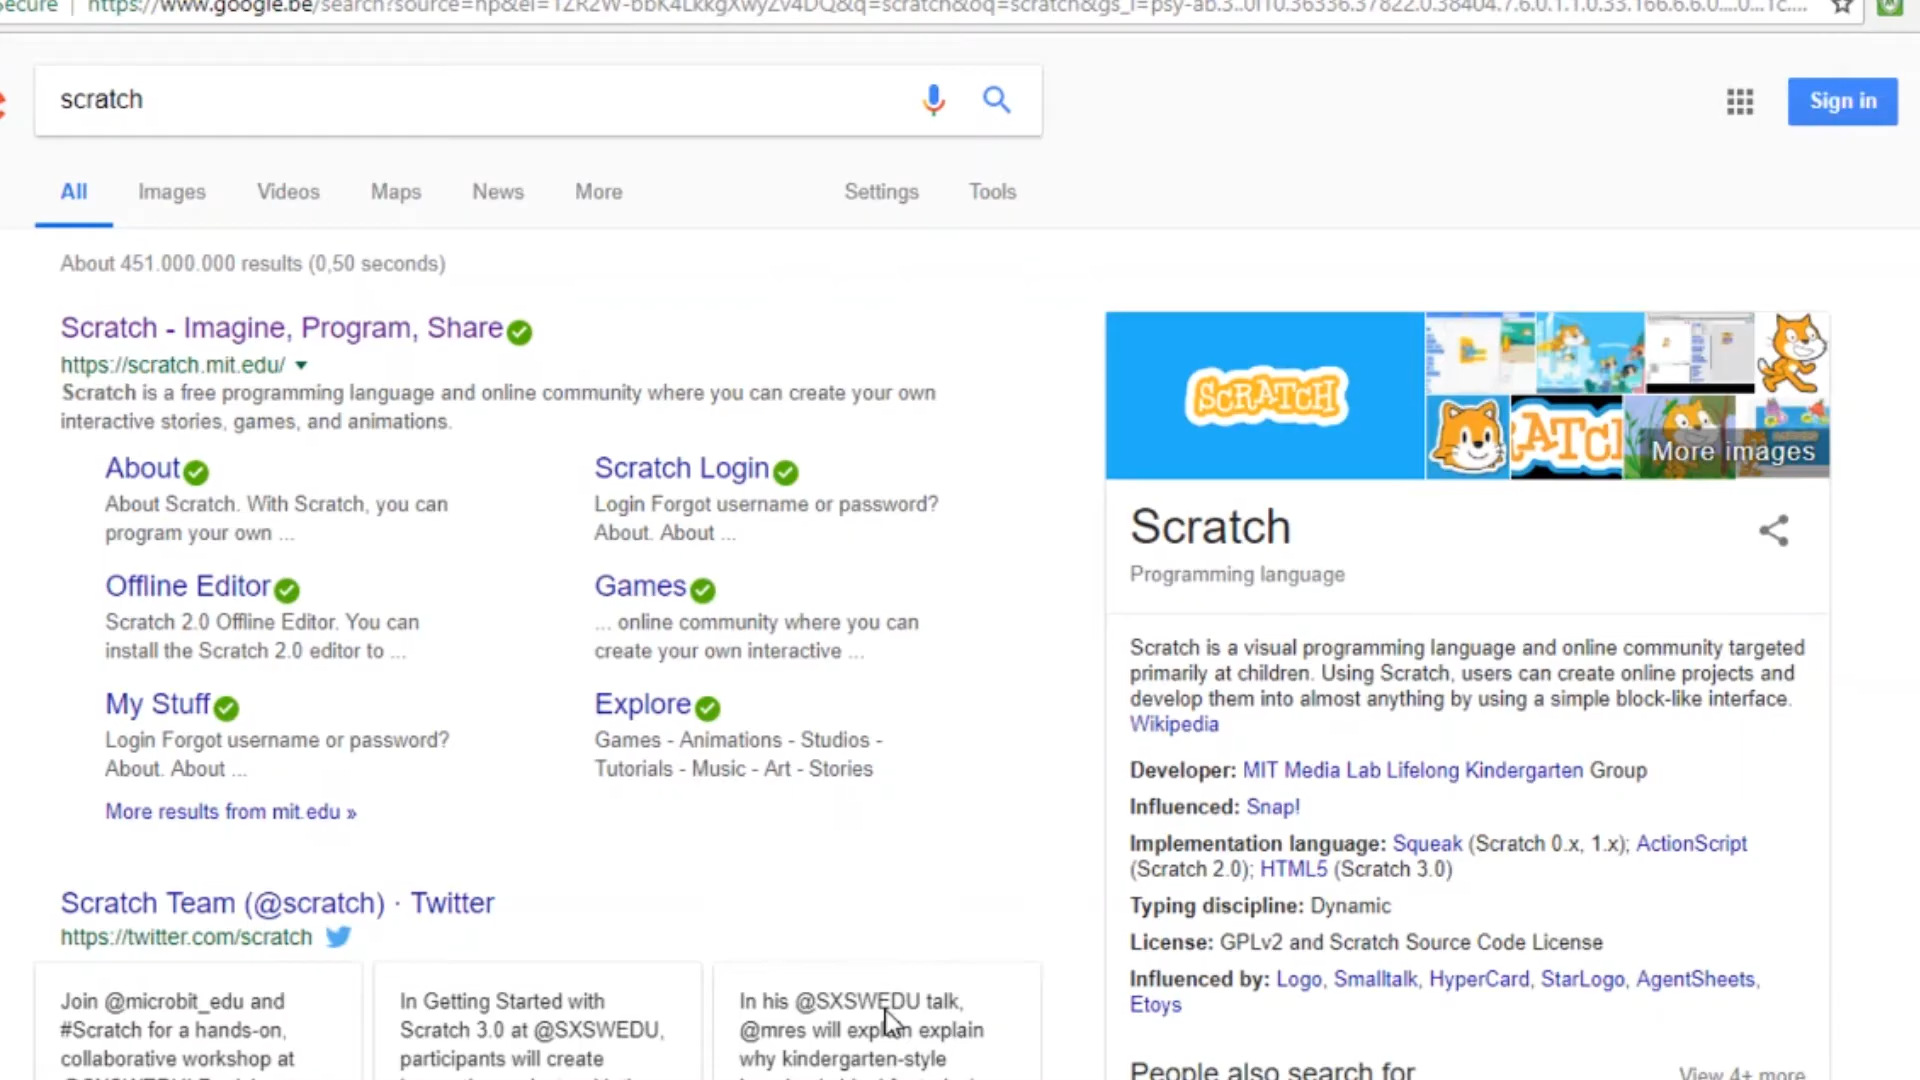 Secure | https://www.google.be/search?source=hp&ei=
scratch
Sign in
All Images Videos Maps News More Settings Tools
About 451.000.000 results (0,50 seconds)
Scratch - Imagine, Program, Share
https://scratch.mit.edu/
Scratch is a free programming language and online community where you can create your own
interactive stories, games, and animations.
About
About Scratch. With Scratch, you can
program your own ...
Scratch Login
Login Forgot username or password?
About. About ...
Offline Editor
Scratch 2.0 Offline Editor. You can
install the Scratch 2.0 editor to ...
Games
... online community where you can
create your own interactive ...
My Stuff
Login Forgot username or password?
About. About ...
Explore
Games - Animations - Studios -
Tutorials - Music - Art - Stories
More results from mit.edu »
Scratch Team (@scratch) · Twitter
https://twitter.com/scratch
Join @microbit_edu and
#Scratch for a hands-on,
collaborative workshop at
In Getting Started with
Scratch 3.0 at @SXSWEDU,
participants will create
In his @SXSWEDU talk,
@mres will explain explain
why kindergarten-style
SCRATCH
More images
Scratch
Programming language
Scratch is a visual programming language and online community targeted
primarily at children. Using Scratch, users can create online projects and
develop them into almost anything by using a simple block-like interface.
Wikipedia
Developer: MIT Media Lab Lifelong Kindergarten Group
Influenced: Snap!
Implementation language: Squeak (Scratch 0.x, 1.x); ActionScript
(Scratch 2.0); HTML5 (Scratch 3.0)
Typing discipline: Dynamic
License: GPLv2 and Scratch Source Code License
Influenced by: Logo, Smalltalk, HyperCard, StarLogo, AgentSheets,
Etoys
People also search for
View 4+ more